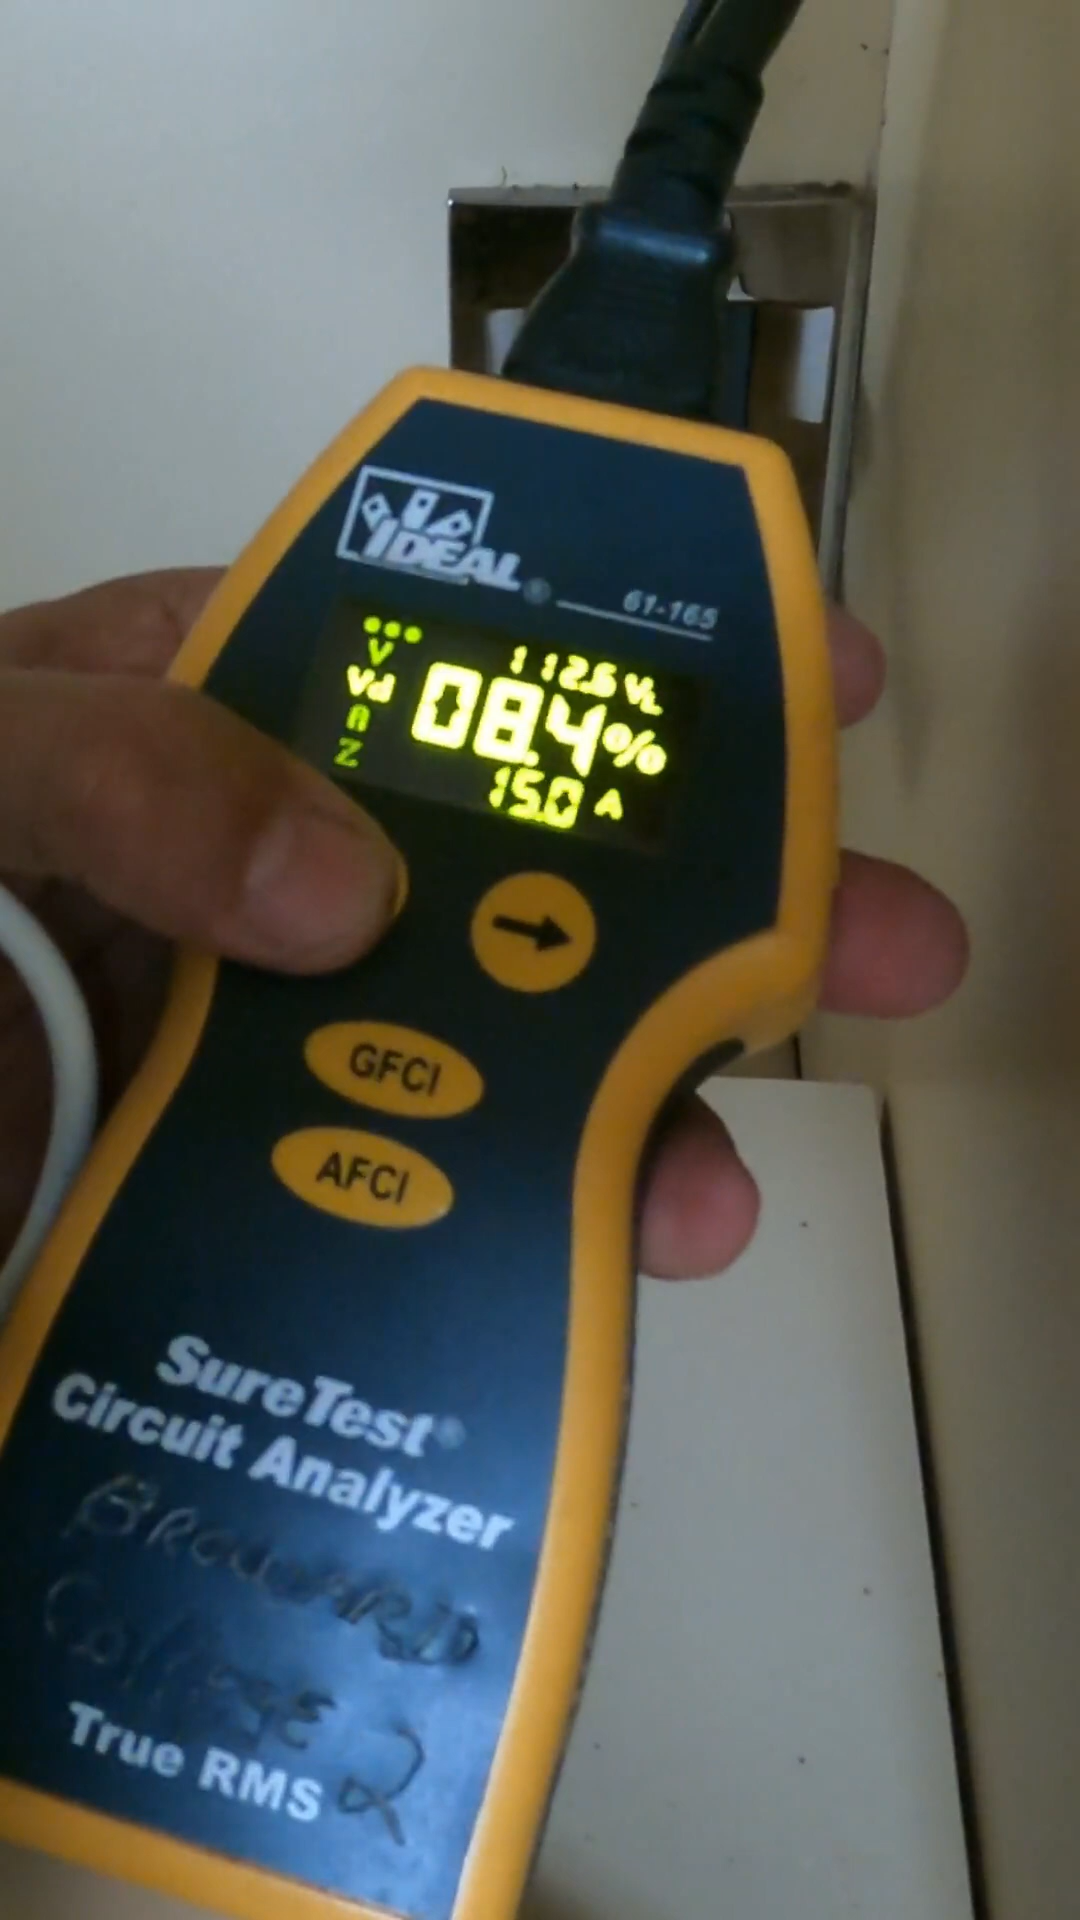 IDEAL®
61-165
V
Vd
A
Z
112.5 VL
08.4%
15.0 A
GFCI
AFCI
SureTest®
Circuit Analyzer
BROWARD
COLLEGE
True RMS 2